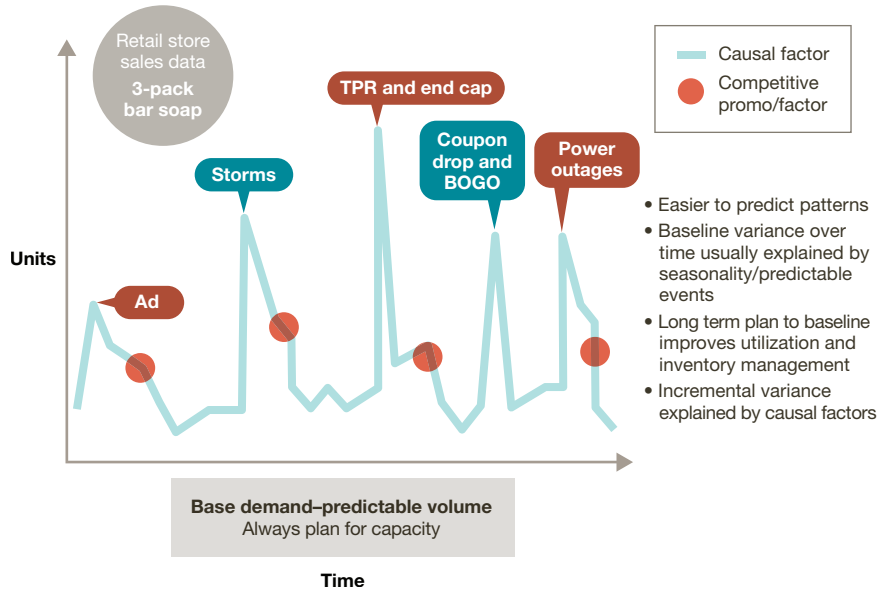 Retail store
sales data
3-pack
bar soap
TPR and end cap
Causal factor
Competitive
promo/factor
Storms
Coupon
drop and
BOGO
Power
outages
Ad
Units
• Easier to predict patterns
• Baseline variance over
time usually explained by
seasonality/predictable
events
• Long term plan to baseline
improves utilization and
inventory management
• Incremental variance
explained by causal factors
Base demand–predictable volume
Always plan for capacity
Time